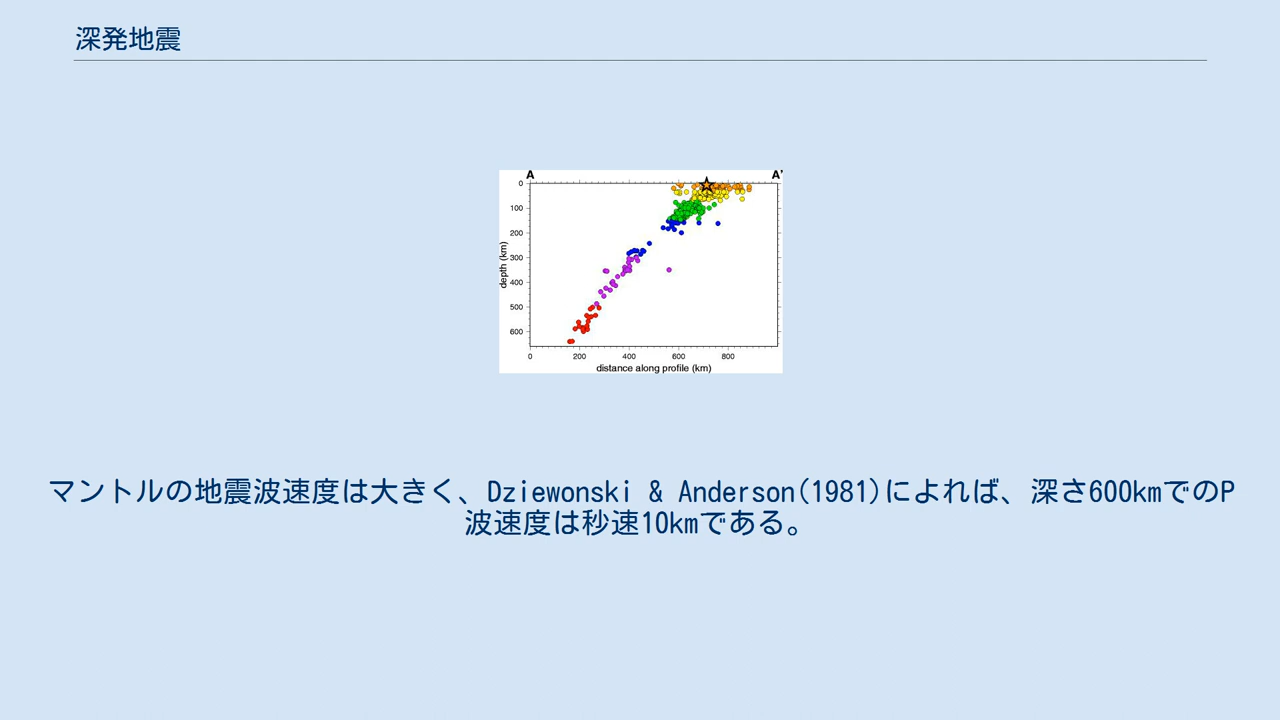 深発地震
A A'
0
100
200
300
400
500
600
depth (km)
0 200 400 600 800
distance along profile (km)
マントルの地震波速度は大きく、Dziewonski & Anderson(1981)によれば、深さ600kmでのP
波速度は秒速10kmである。